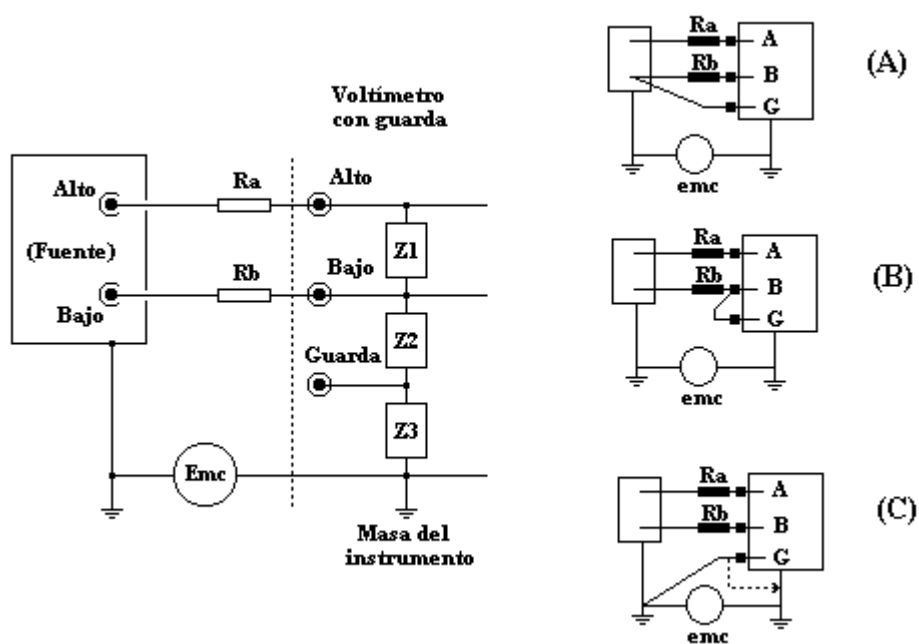 Voltímetro
con guarda
Alto
Ra
Alto
(Fuente)
Z1
Rb
Bajo
Bajo
Z2
Guarda
Z3
Emc
Masa del
instrumento
Ra
A
Rb
B
G
emc
(A)
Ra
A
Rb
B
G
emc
(B)
Ra
A
Rb
B
G
emc
(C)